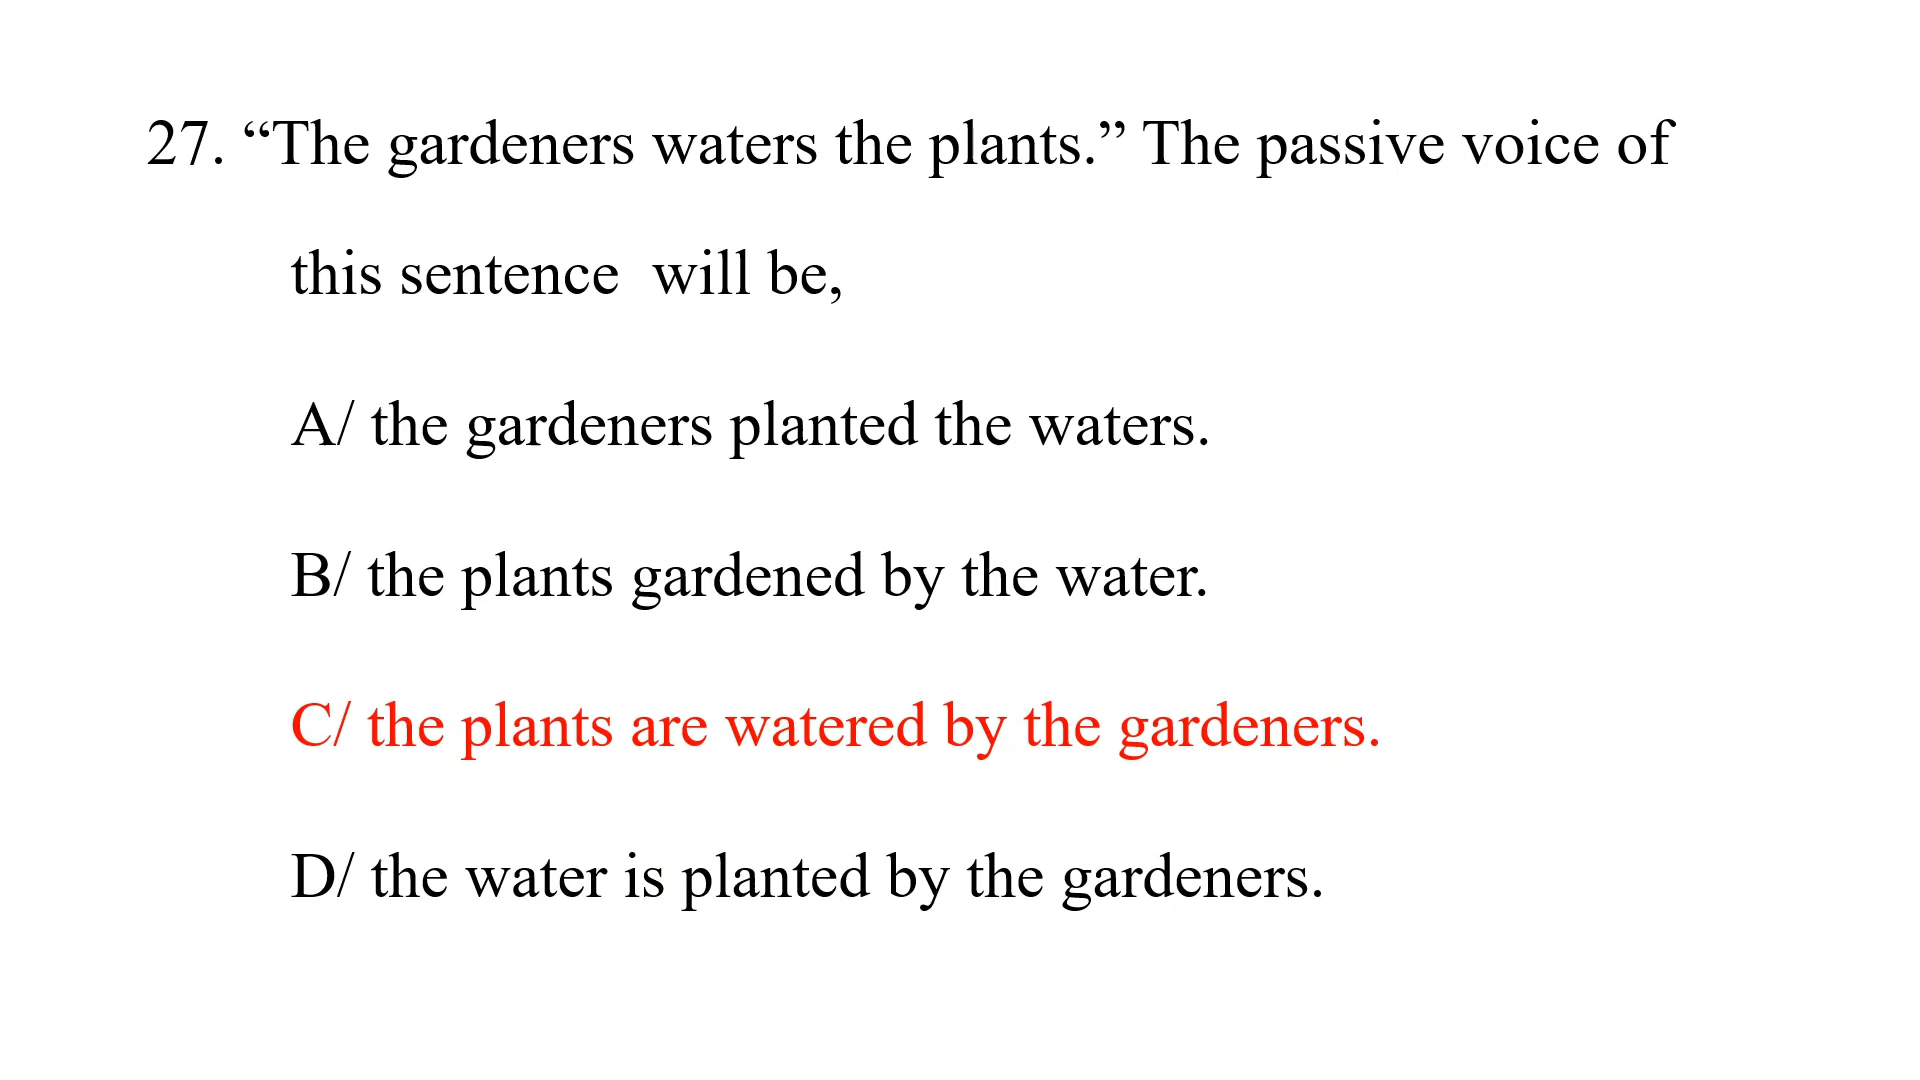 27. “The gardeners waters the plants.” The passive voice of
this sentence  will be,
A/ the gardeners planted the waters.
B/ the plants gardened by the water.
C/ the plants are watered by the gardeners.
D/ the water is planted by the gardeners.